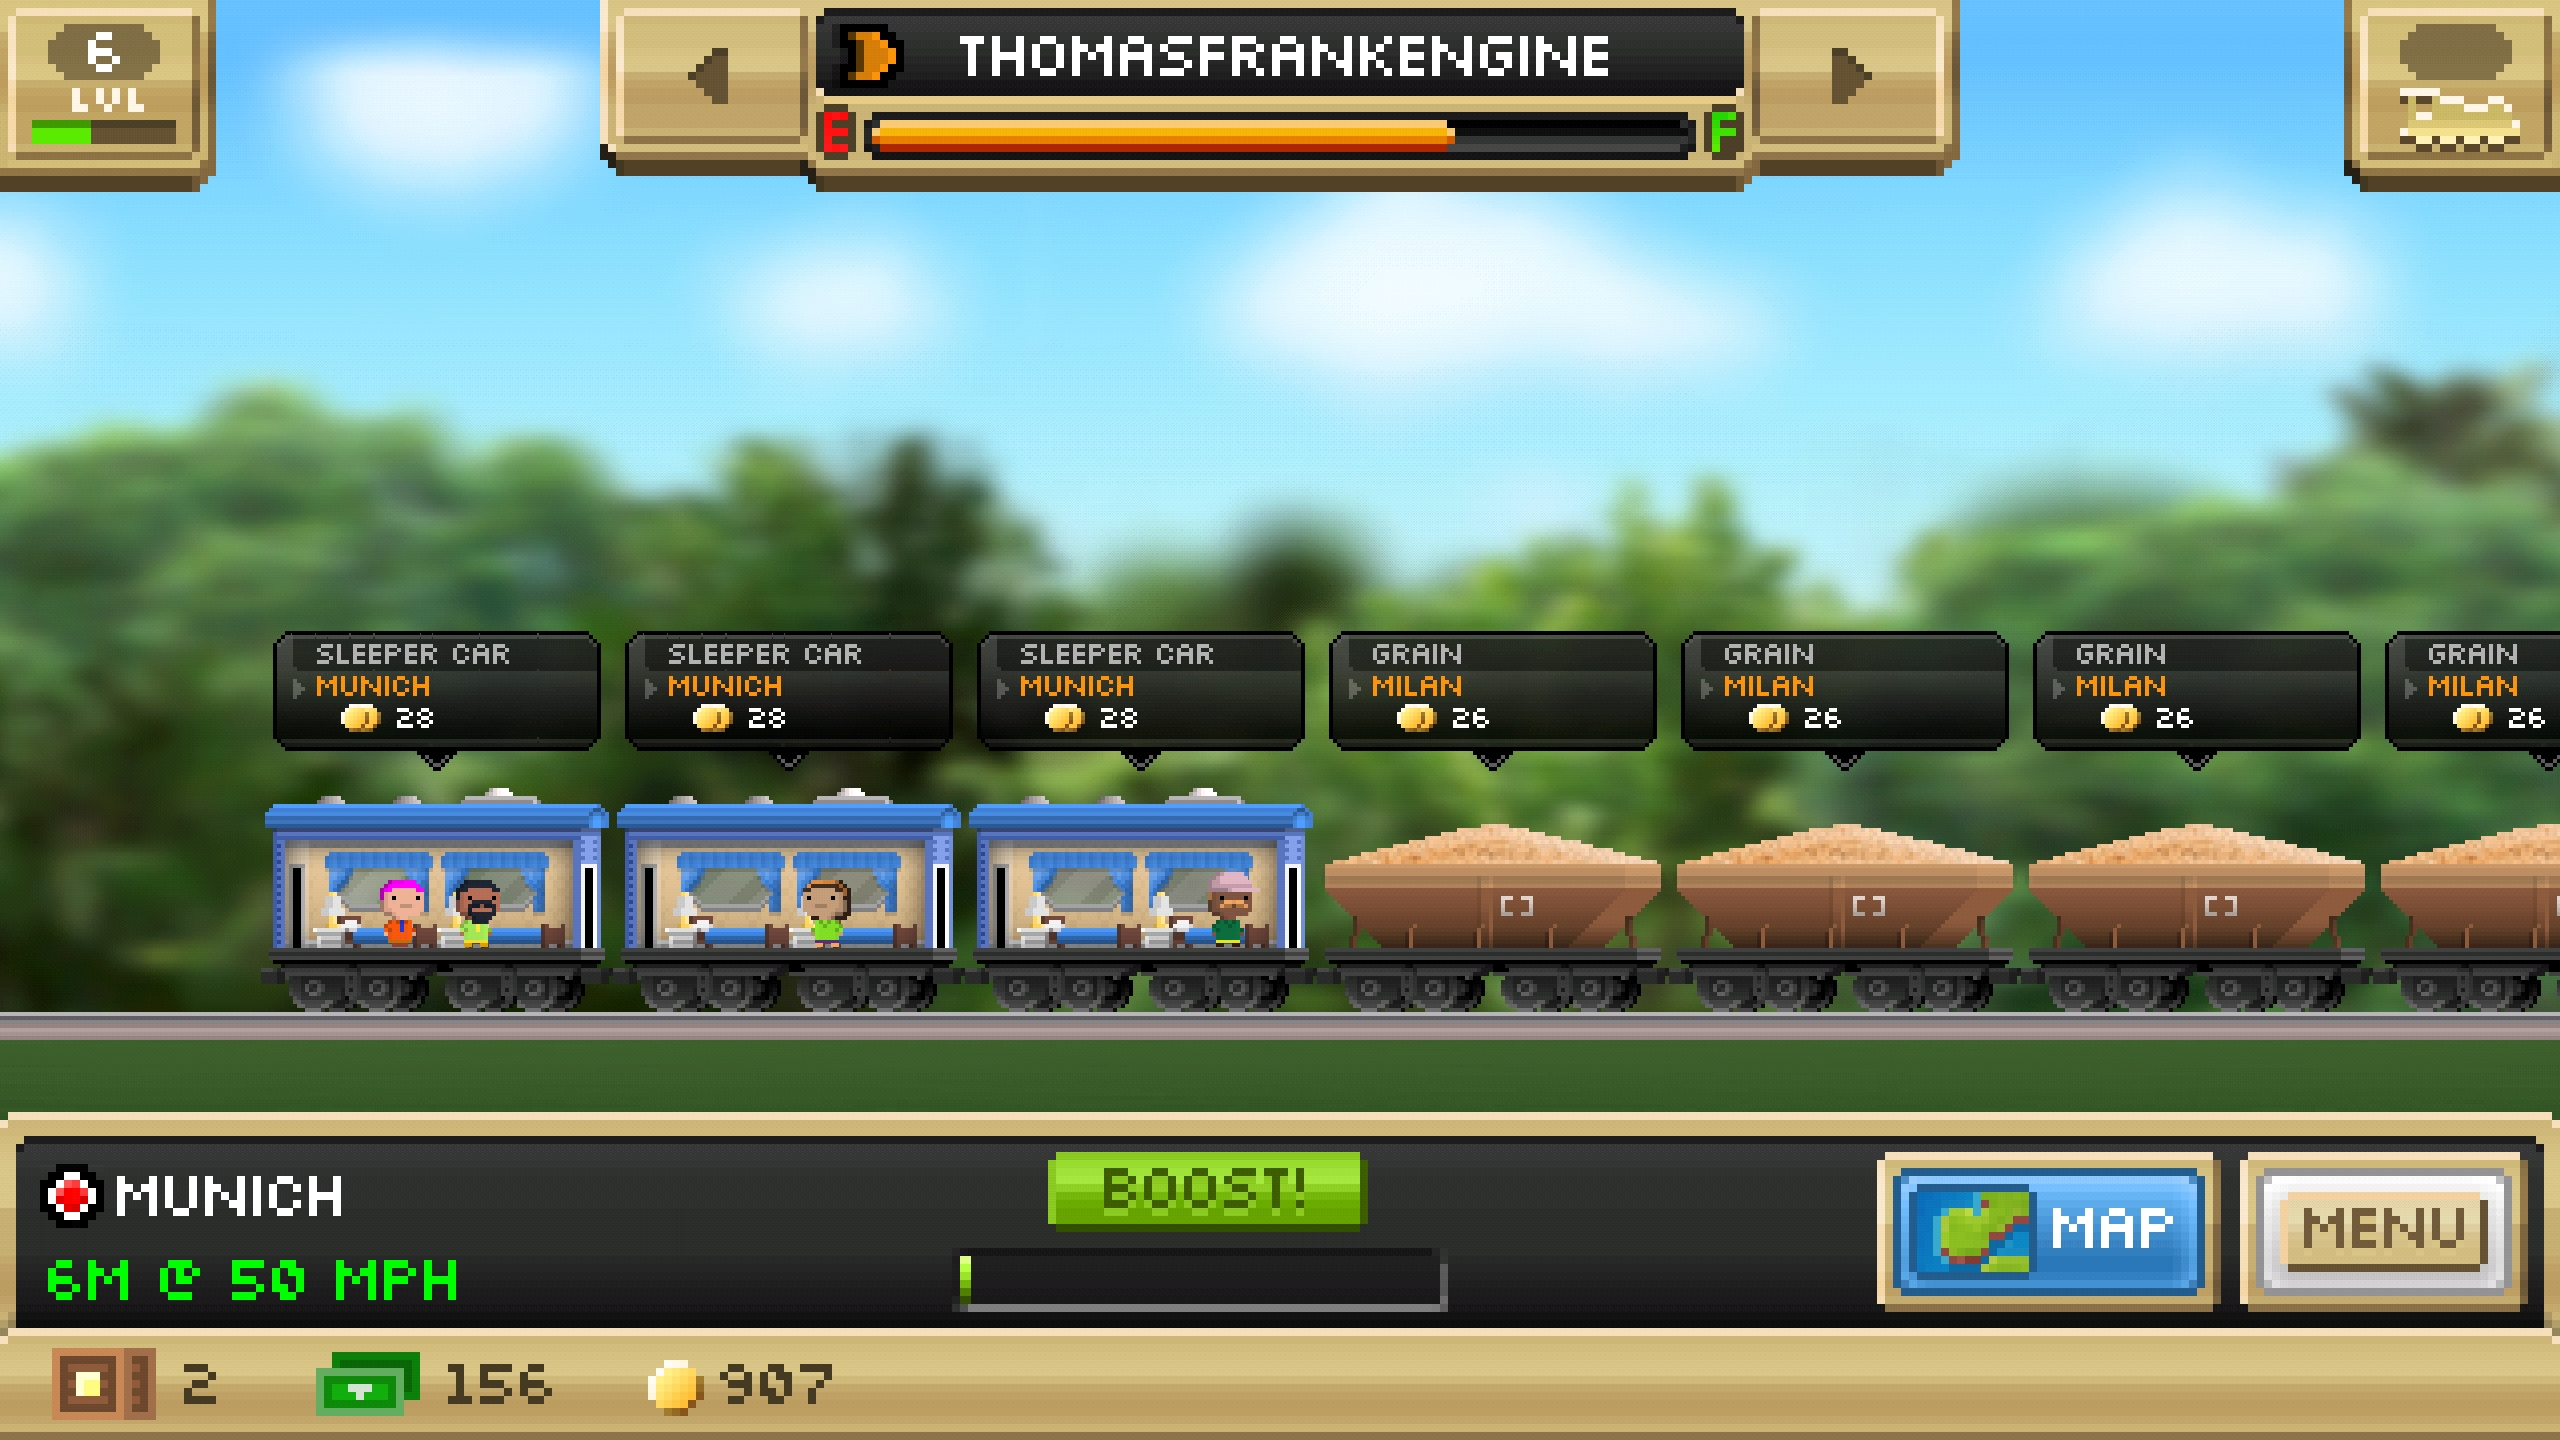 6
LVL
THOMASFRANKENGINE
E
F
SLEEPER CAR
MUNICH
28
SLEEPER CAR
MUNICH
28
SLEEPER CAR
MUNICH
28
GRAIN
MILAN
26
GRAIN
MILAN
26
GRAIN
MILAN
26
GRAIN
MILAN
26
MUNICH
6M @ 50 MPH
BOOST!
MAP
MENU
2
156
907